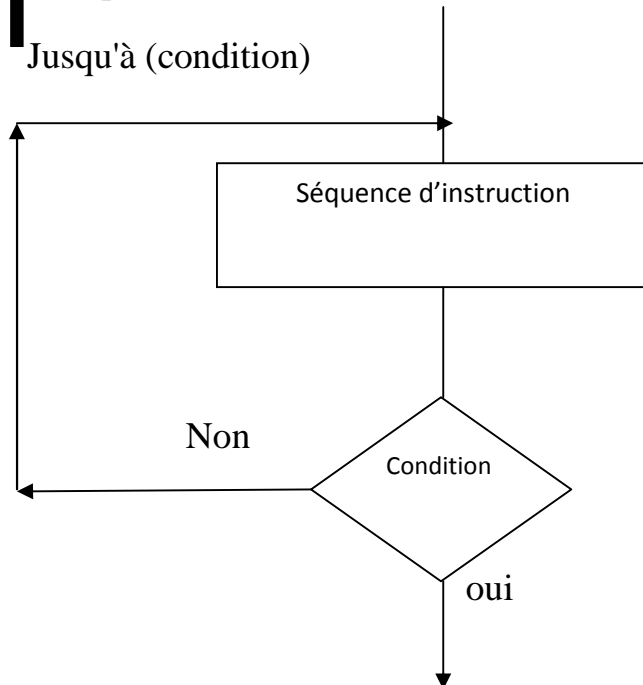 Jusqu'à (condition)
Séquence d’instruction
Non
Condition
oui